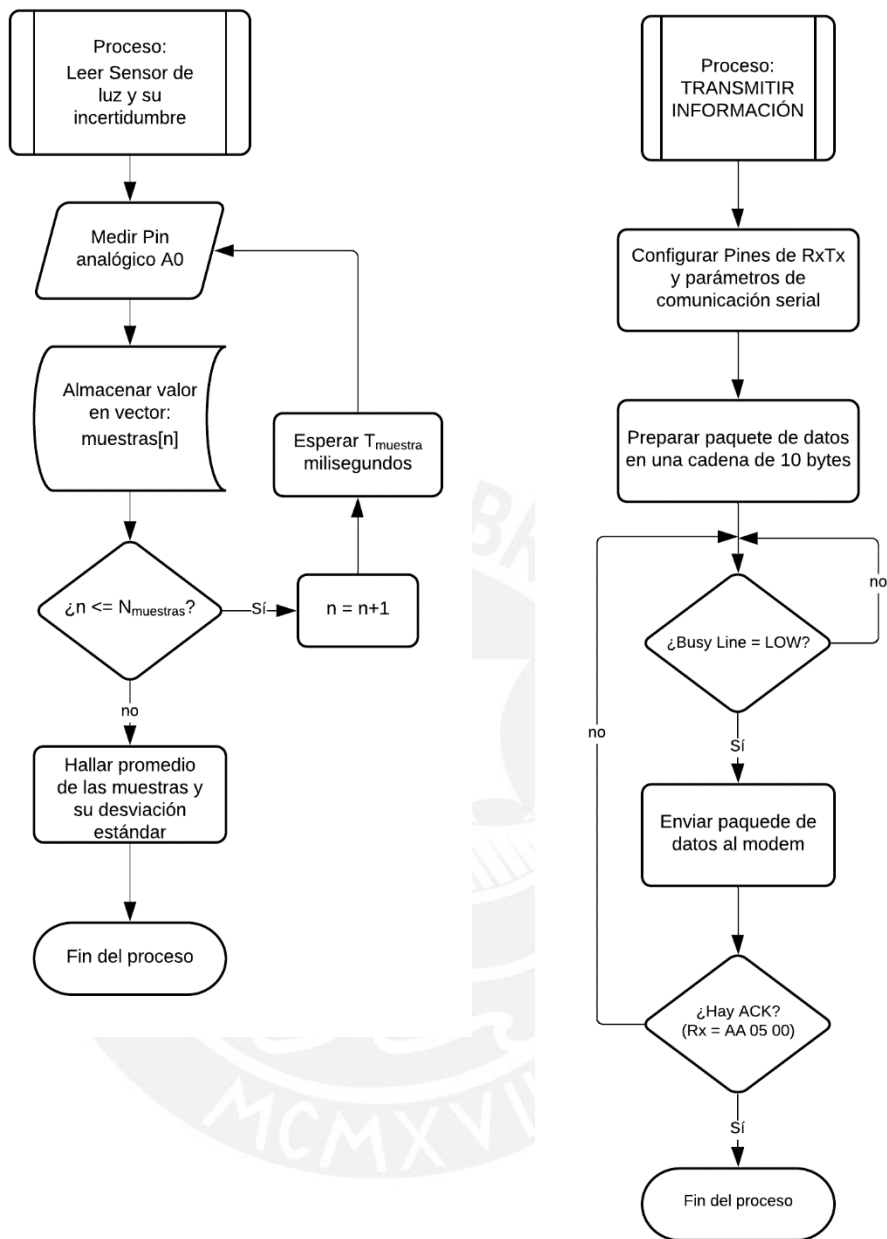 Proceso:
Leer Sensor de
luz y su
incertidumbre
Medir Pin
analógico A0
Almacenar valor
en vector:
muestras[n]
Esperar Tmuestra
milisegundos
¿n <= Nmuestras?
Sí
n = n+1
no
Hallar promedio
de las muestras y
su desviación
estándar
Fin del proceso
Proceso:
TRANSMITIR
INFORMACIÓN
Configurar Pines de RxTx
y parámetros de
comunicación serial
Preparar paquete de datos
en una cadena de 10 bytes
no
¿Busy Line = LOW?
no
Sí
Enviar paquede de
datos al modem
¿Hay ACK?
(Rx = AA 05 00)
Sí
Fin del proceso
MCMXVII